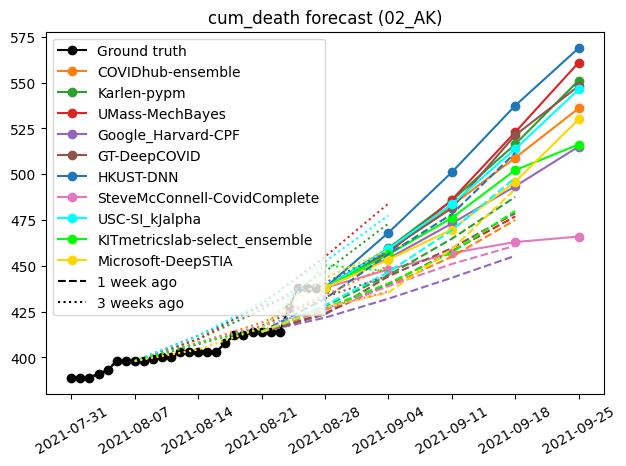 cum_death forecast (02_AK)
575
550
525
500
475
450
425
400
Ground truth
COVIDhub-ensemble
Karlen-pypm
UMass-MechBayes
Google_Harvard-CPF
GT-DeepCOVID
HKUST-DNN
SteveMcConnell-CovidComplete
USC-SI_kJalpha
KITmetricslab-select_ensemble
Microsoft-DeepSTIA
1 week ago
3 weeks ago
2021-07-31
2021-08-07
2021-08-14
2021-08-21
2021-08-28
2021-09-04
2021-09-11
2021-09-18
2021-09-25